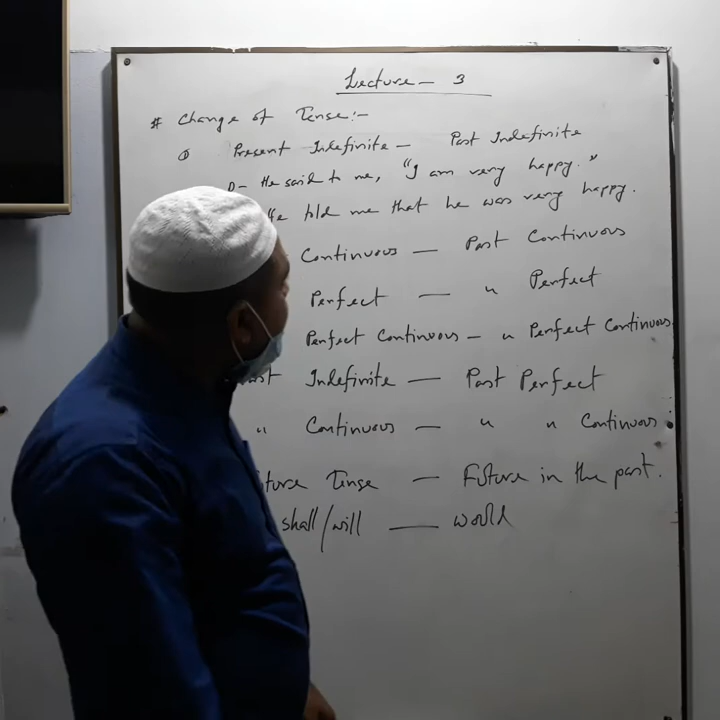 Lecture - 3
# Change of Tense:-
① Present Indefinite - Past Indefinite
D- He said to me, "I am very happy."
told me that he was very happy.
Continuous — Past Continuous
Perfect — " Perfect
Perfect Continuous - " Perfect Continuous
Indefinite — Past Perfect
" Continuous — " " Continuous
Tense — Future in the past.
shall/will — would